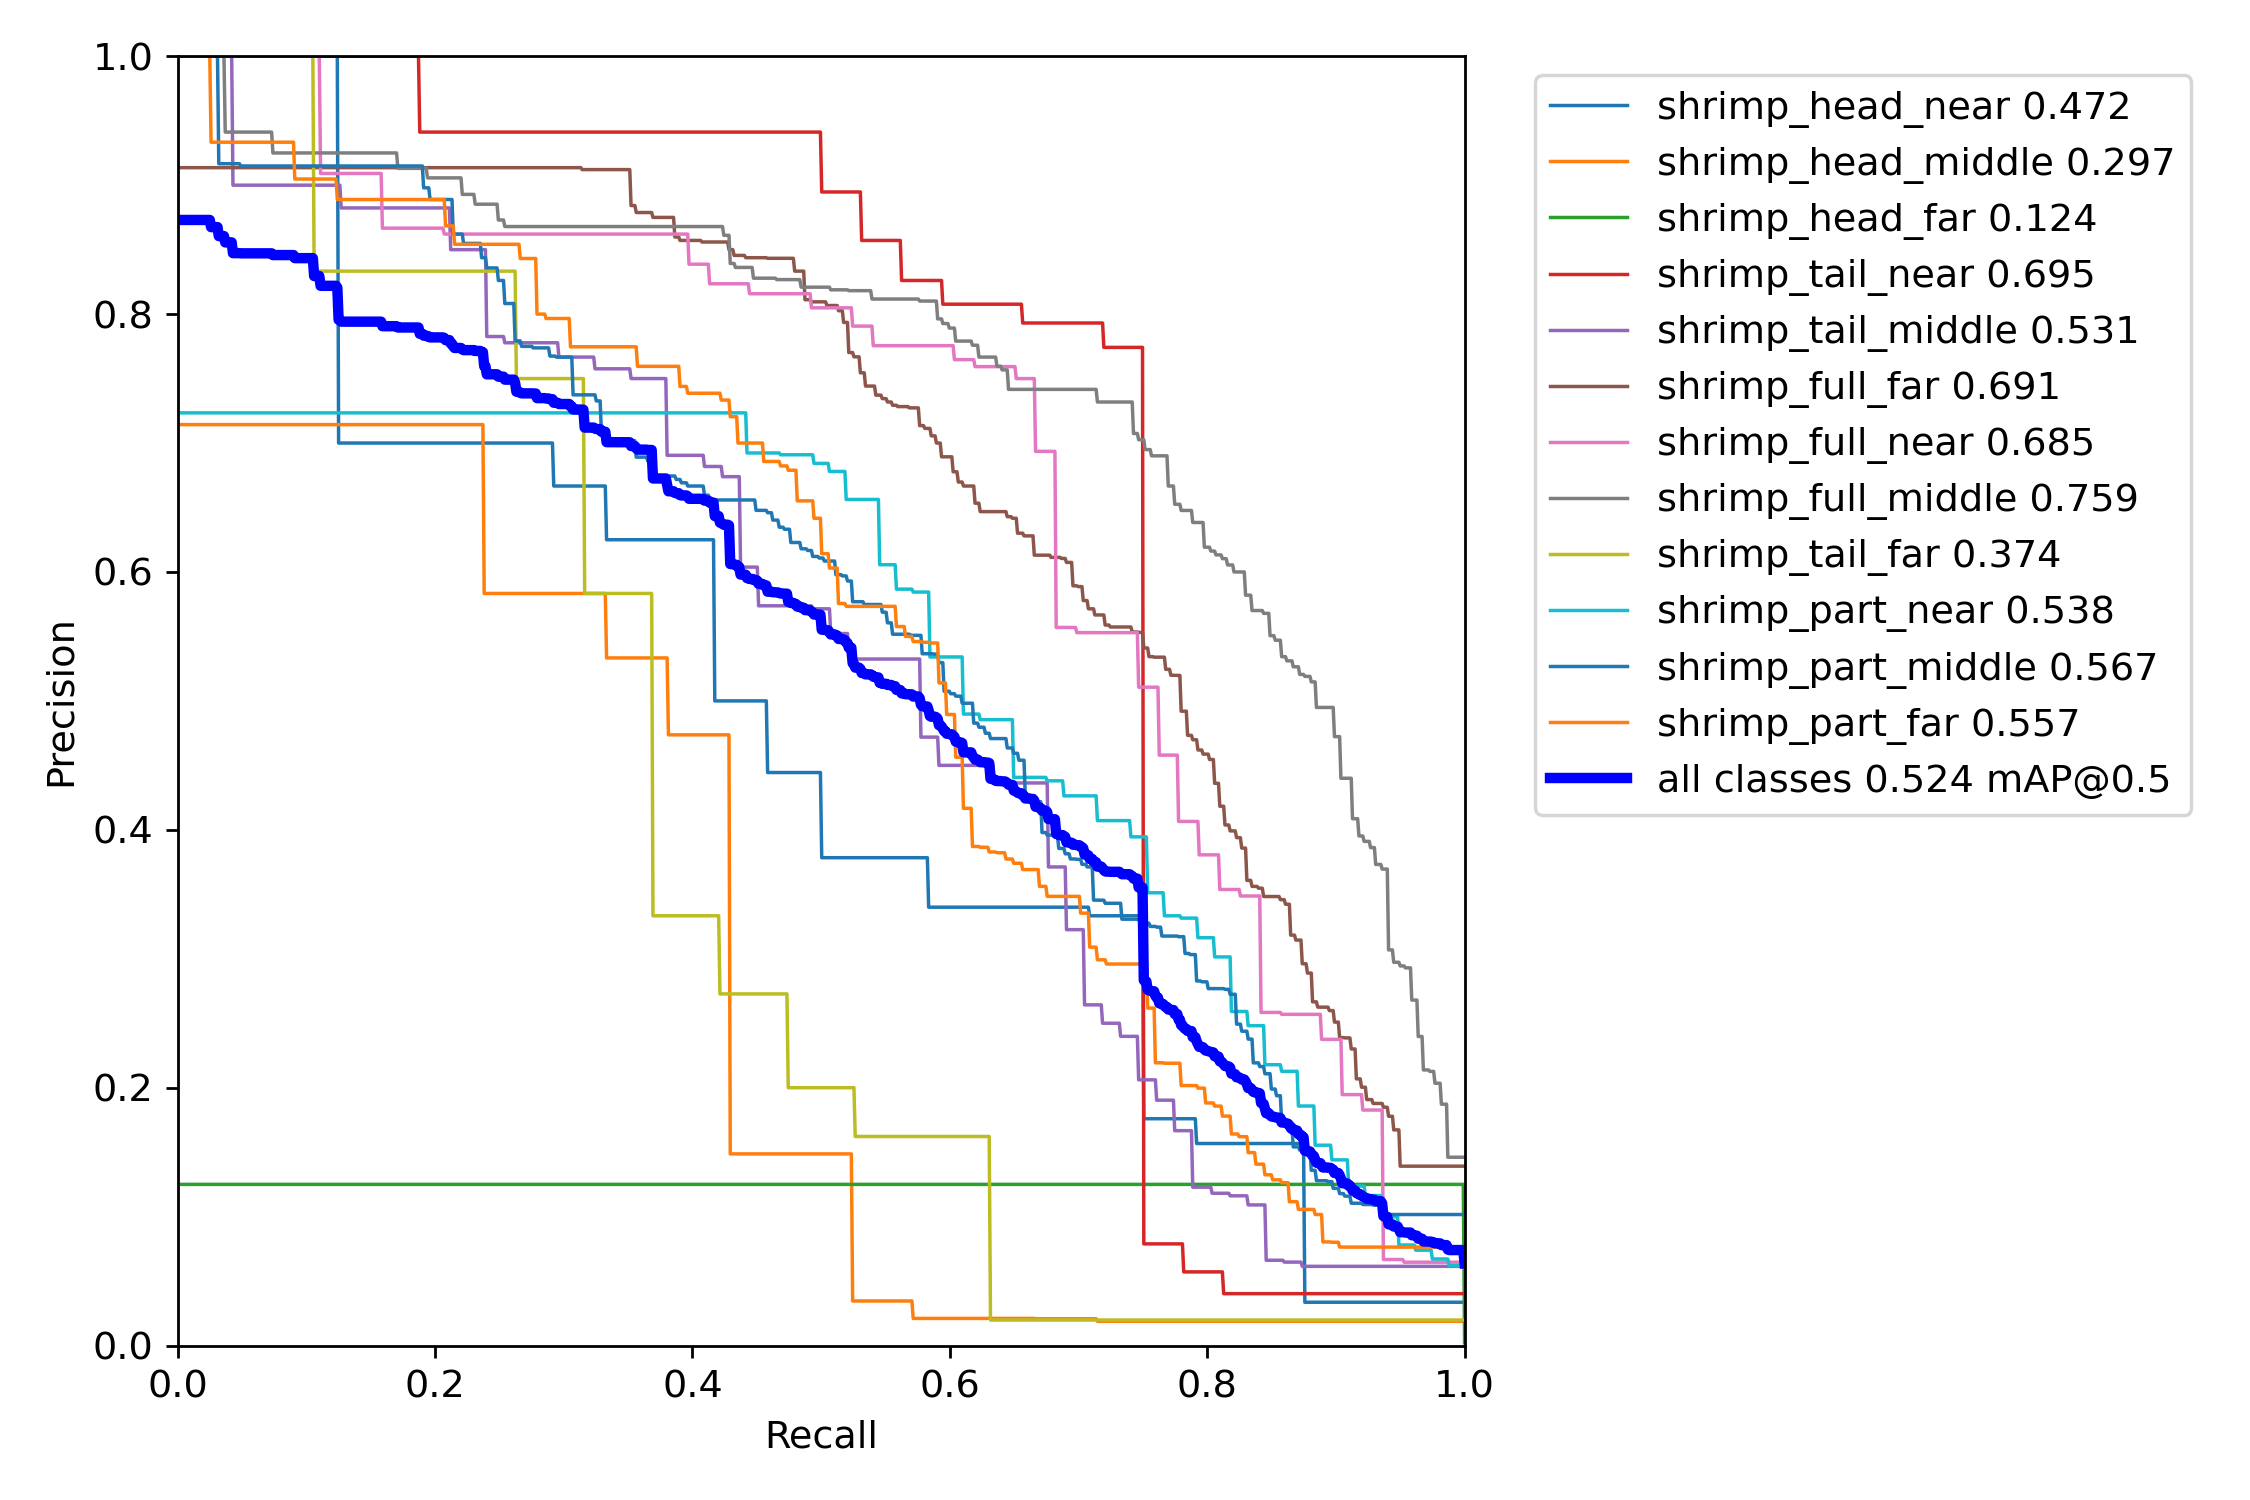 1.0
0.8
0.6
0.4
0.2
0.0
Precision
0.0 0.2 0.4 0.6 0.8 1.0
Recall
shrimp_head_near 0.472
shrimp_head_middle 0.297
shrimp_head_far 0.124
shrimp_tail_near 0.695
shrimp_tail_middle 0.531
shrimp_full_far 0.691
shrimp_full_near 0.685
shrimp_full_middle 0.759
shrimp_tail_far 0.374
shrimp_part_near 0.538
shrimp_part_middle 0.567
shrimp_part_far 0.557
all classes 0.524 mAP@0.5